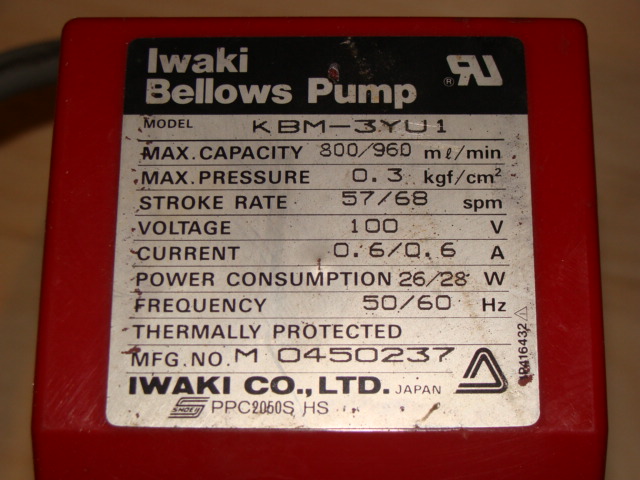 Iwaki
Bellows Pump
®
MODEL KBM-3YU1
MAX. CAPACITY 800/960 mℓ/min
MAX. PRESSURE 0.3 kgf/cm²
STROKE RATE 57/68 spm
VOLTAGE 100 V
CURRENT 0.6/0.6 A
POWER CONSUMPTION 26/28 W
FREQUENCY 50/60 Hz
THERMALLY PROTECTED
MFG. NO. M 0450237
IWAKI CO., LTD. JAPAN
PPC2050S HS